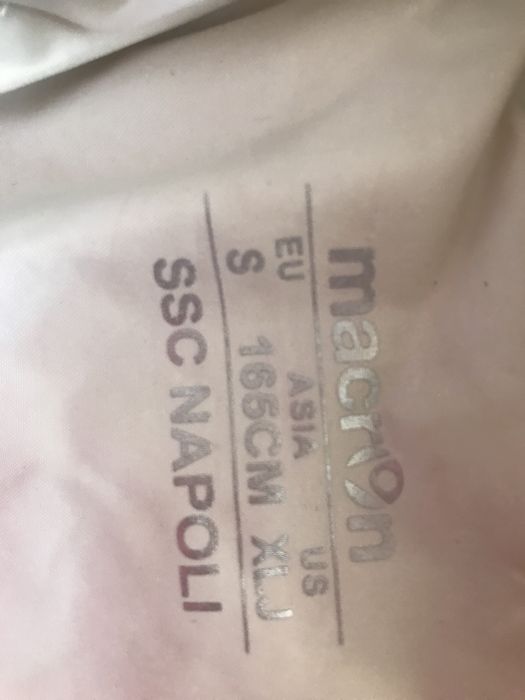 macron
EU ASIA US
S 165CM XLJ
SSC NAPOLI